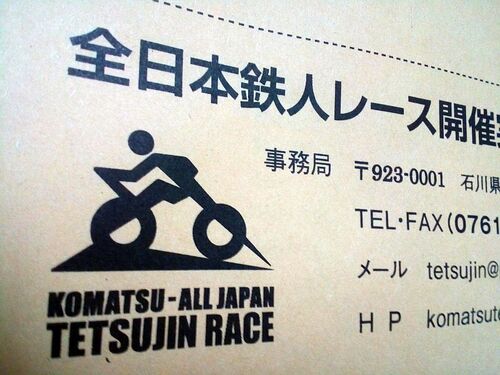 全日本鉄人レース開催
事務局 〒923-0001 石川県
TEL・FAX(0761
メール tetsujin@
HP komatsute
KOMATSU-ALL JAPAN
TETSUJIN RACE